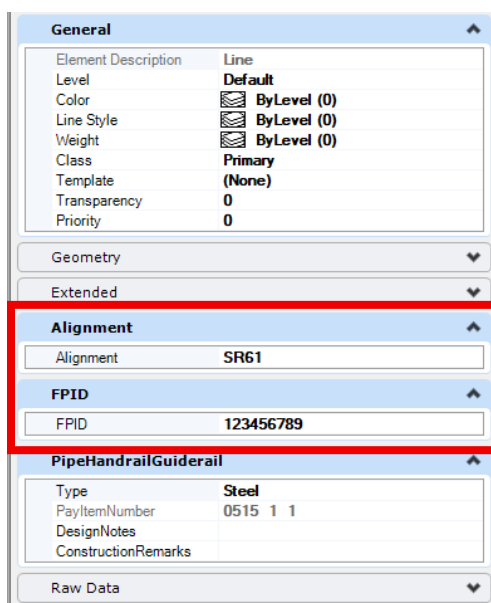 General
Element Description Line
Level Default
Color ByLevel (0)
Line Style ByLevel (0)
Weight ByLevel (0)
Class Primary
Template (None)
Transparency 0
Priority 0
Geometry
Extended
Alignment
Alignment SR61
FPID
FPID 123456789
PipeHandrailGuiderail
Type Steel
PayItemNumber 0515 1 1
DesignNotes
ConstructionRemarks
Raw Data